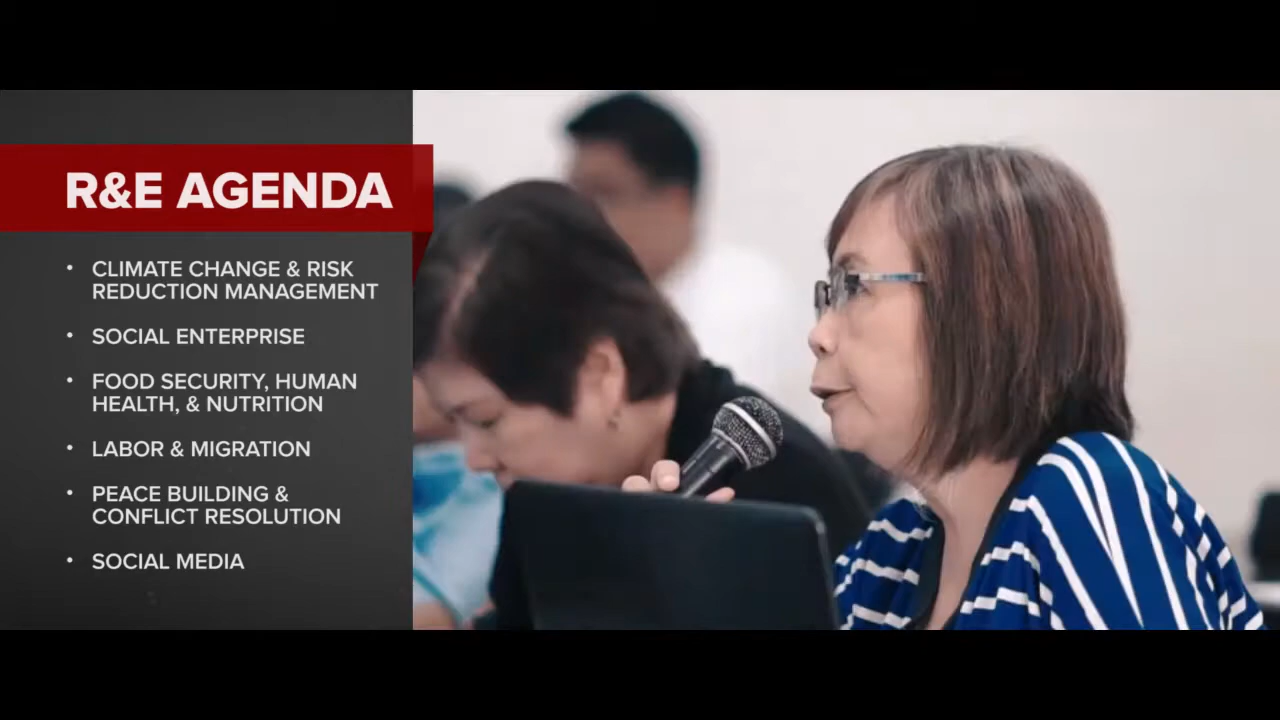 R&E AGENDA
• CLIMATE CHANGE & RISK
REDUCTION MANAGEMENT
• SOCIAL ENTERPRISE
• FOOD SECURITY, HUMAN
HEALTH, & NUTRITION
• LABOR & MIGRATION
• PEACE BUILDING &
CONFLICT RESOLUTION
• SOCIAL MEDIA